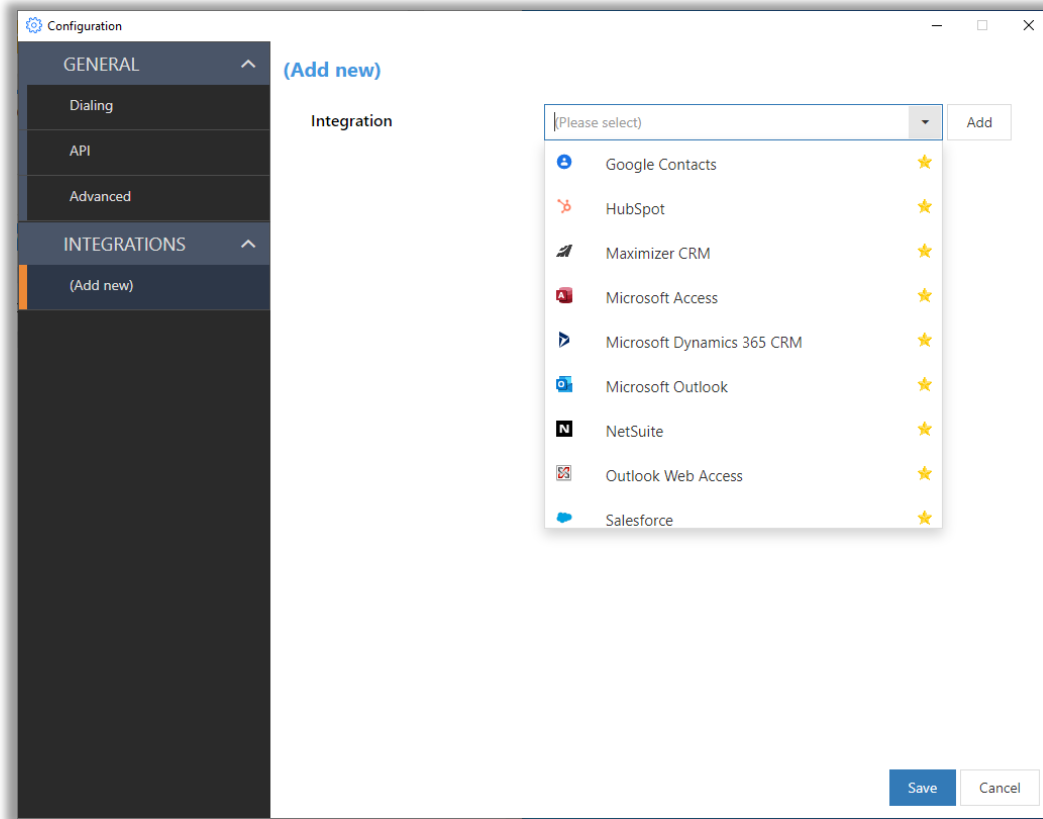 Configuration
GENERAL
Dialing
API
Advanced
INTEGRATIONS
(Add new)
(Add new)
Integration
(Please select)
Add
Google Contacts
HubSpot
Maximizer CRM
Microsoft Access
Microsoft Dynamics 365 CRM
Microsoft Outlook
NetSuite
Outlook Web Access
Salesforce
Save
Cancel